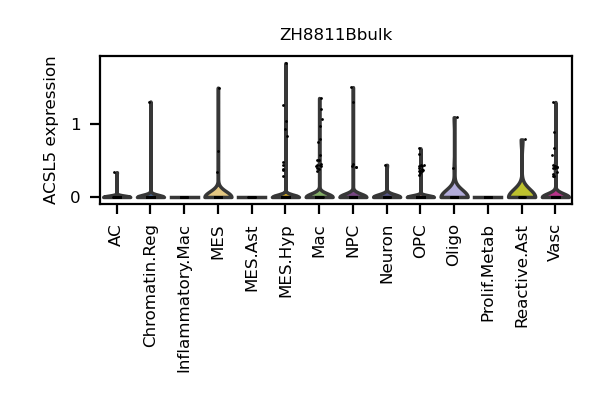 ZH8811Bbulk
ACSL5 expression
1
0
AC
Chromatin.Reg
Inflammatory.Mac
MES
MES.Ast
MES.Hyp
Mac
NPC
Neuron
OPC
Oligo
Prolif.Metab
Reactive.Ast
Vasc